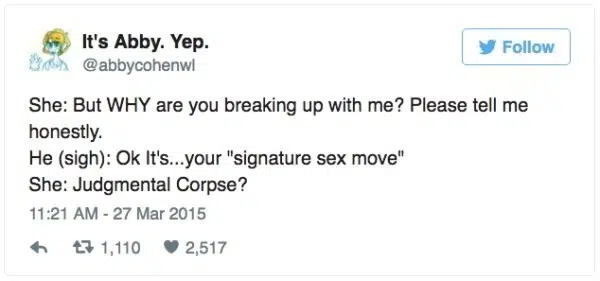 It's Abby. Yep.
@abbycohenwl
Follow
She: But WHY are you breaking up with me? Please tell me
honestly.
He (sigh): Ok It's...your "signature sex move"
She: Judgmental Corpse?
11:21 AM - 27 Mar 2015
1,110 2,517